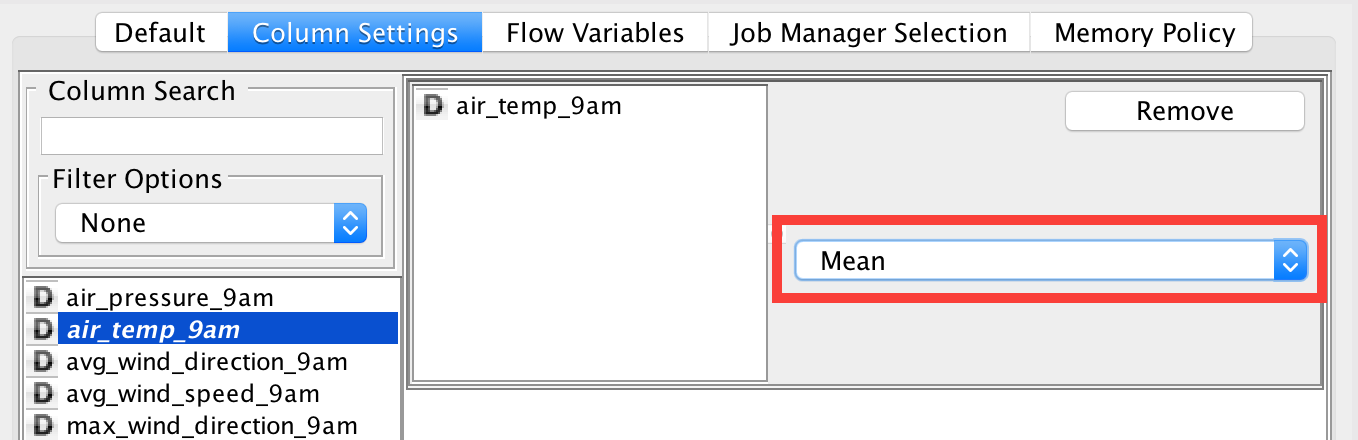 Default Column Settings Flow Variables Job Manager Selection Memory Policy
Column Search
Filter Options
None
D air_pressure_9am
D air_temp_9am
D avg_wind_direction_9am
D avg_wind_speed_9am
D max_wind_direction_9am
D air_temp_9am
Remove
Mean